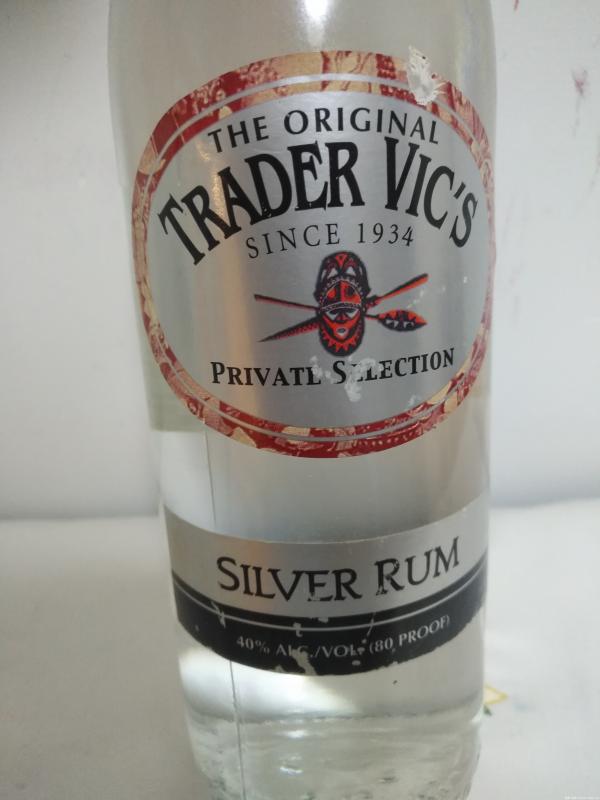 THE ORIGINAL
TRADER VIC'S
SINCE 1934
PRIVATE SELECTION
SILVER RUM
40% ALC./VOL. (80 PROOF)